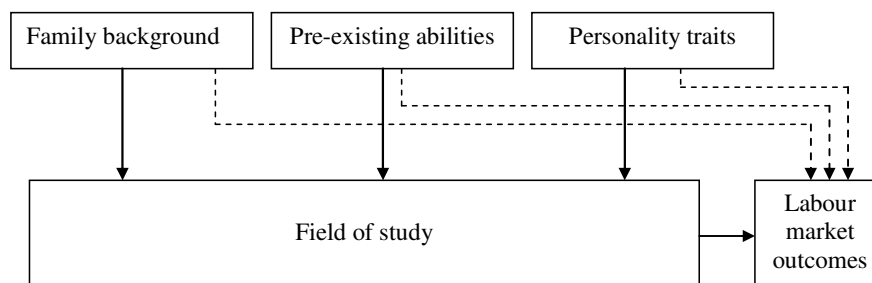 Family background
Pre-existing abilities
Personality traits
Field of study
Labour
market
outcomes